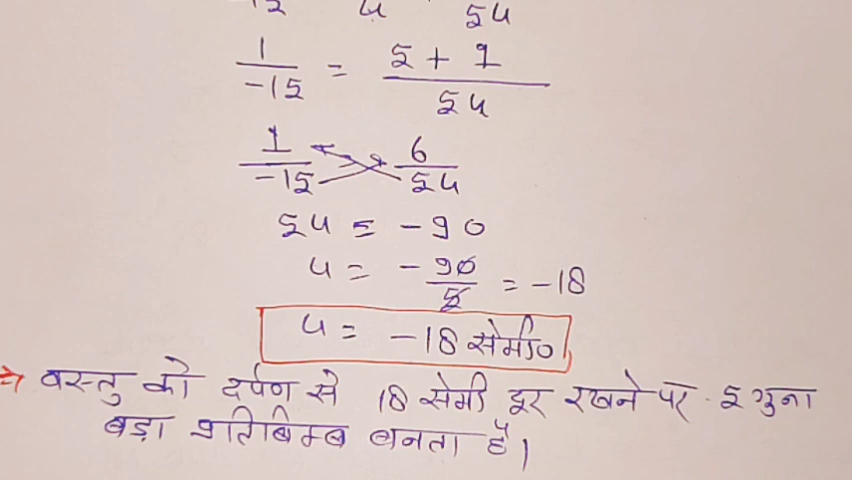 u 5u
1/-15 = 5 + 1/5u
1/-15 6/5u
5u = -90
u = -90/5 = -18
u = -18 सेमी०
⇒ वस्तु को दर्पण से 18 सेमी दूर रखने पर 5 गुना
बड़ा प्रतिबिम्ब बनता है।